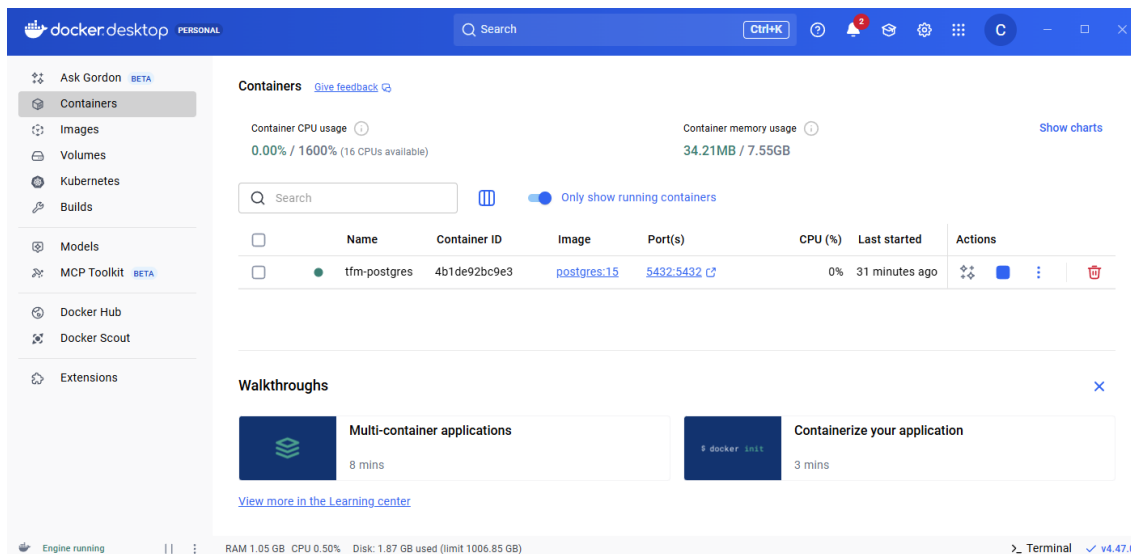 docker.desktop PERSONAL Search Ctrl+K 2 C
Ask Gordon BETA
Containers
Images
Volumes
Kubernetes
Builds
Models
MCP Toolkit BETA
Docker Hub
Docker Scout
Extensions
Containers Give feedback
Container CPU usage
0.00% / 1600% (16 CPUs available)
Container memory usage
34.21MB / 7.55GB
Show charts
Search
Only show running containers
Name Container ID Image Port(s) CPU (%) Last started Actions
tfm-postgres 4b1de92bc9e3 postgres:15 5432:5432 0% 31 minutes ago
Walkthroughs
Multi-container applications
8 mins
$ docker init
Containerize your application
3 mins
View more in the Learning center
Engine running RAM 1.05 GB CPU 0.50% Disk: 1.87 GB used (limit 1006.85 GB) >_ Terminal v4.47.